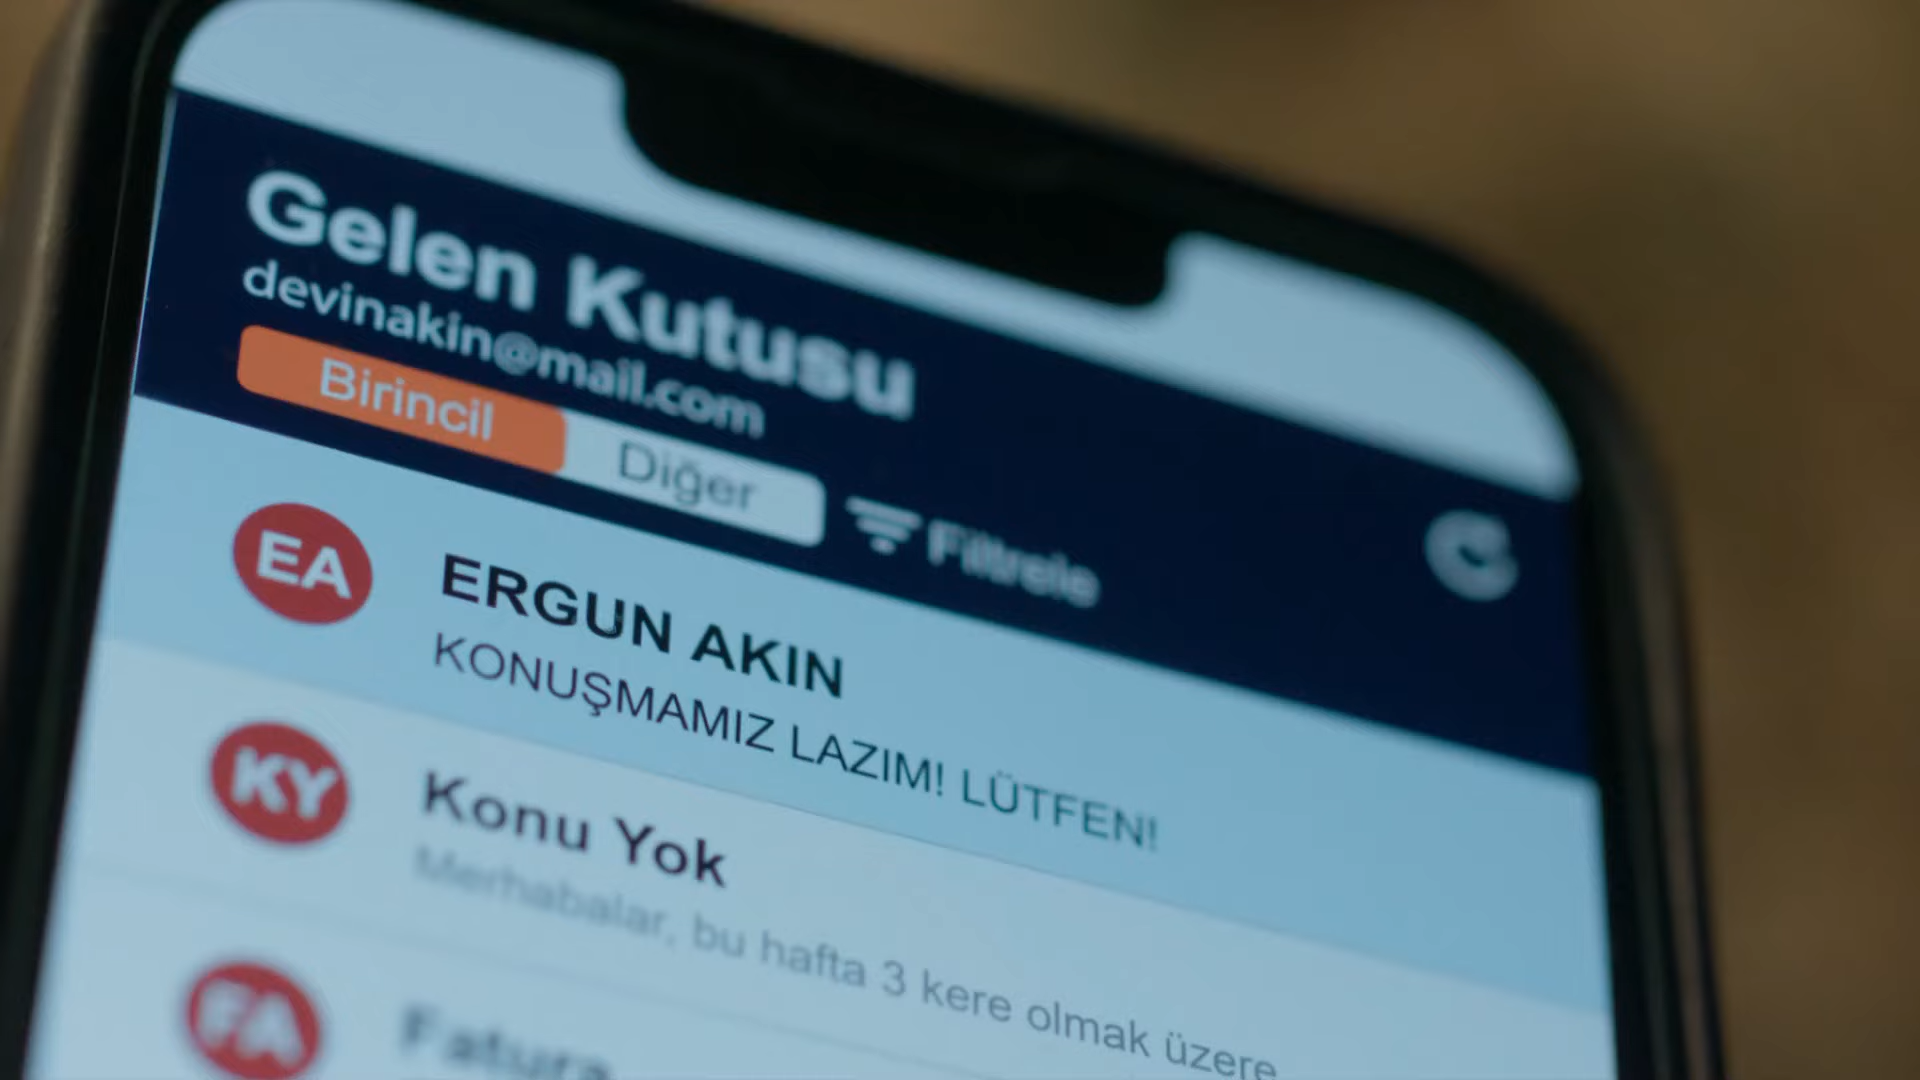 Gelen Kutusu
devinakin@mail.com
Birincil
Diğer
Filtrele
EA
ERGUN AKIN
KONUŞMAMIZ LAZIM! LÜTFEN!
KY
Konu Yok
Merhabalar, bu hafta 3 kere olmak üzere
FA
Fatura